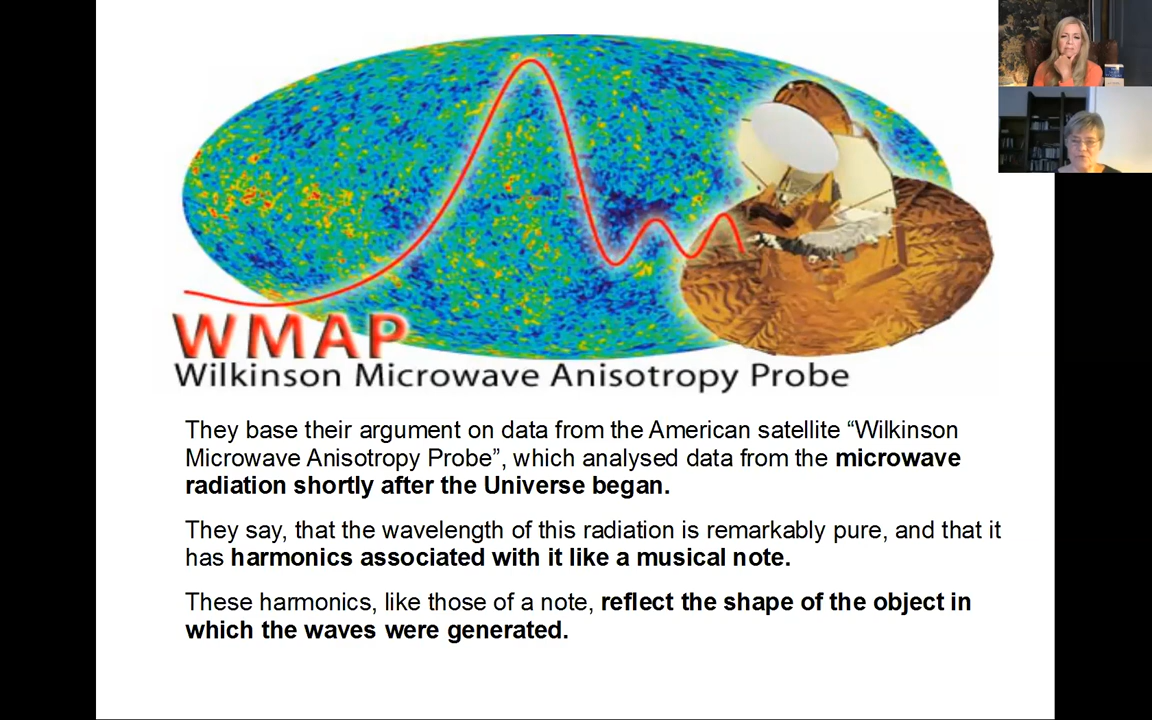 WMAP
Wilkinson Microwave Anisotropy Probe
They base their argument on data from the American satellite “Wilkinson
Microwave Anisotropy Probe”, which analysed data from the microwave
radiation shortly after the Universe began.
They say, that the wavelength of this radiation is remarkably pure, and that it
has harmonics associated with it like a musical note.
These harmonics, like those of a note, reflect the shape of the object in
which the waves were generated.